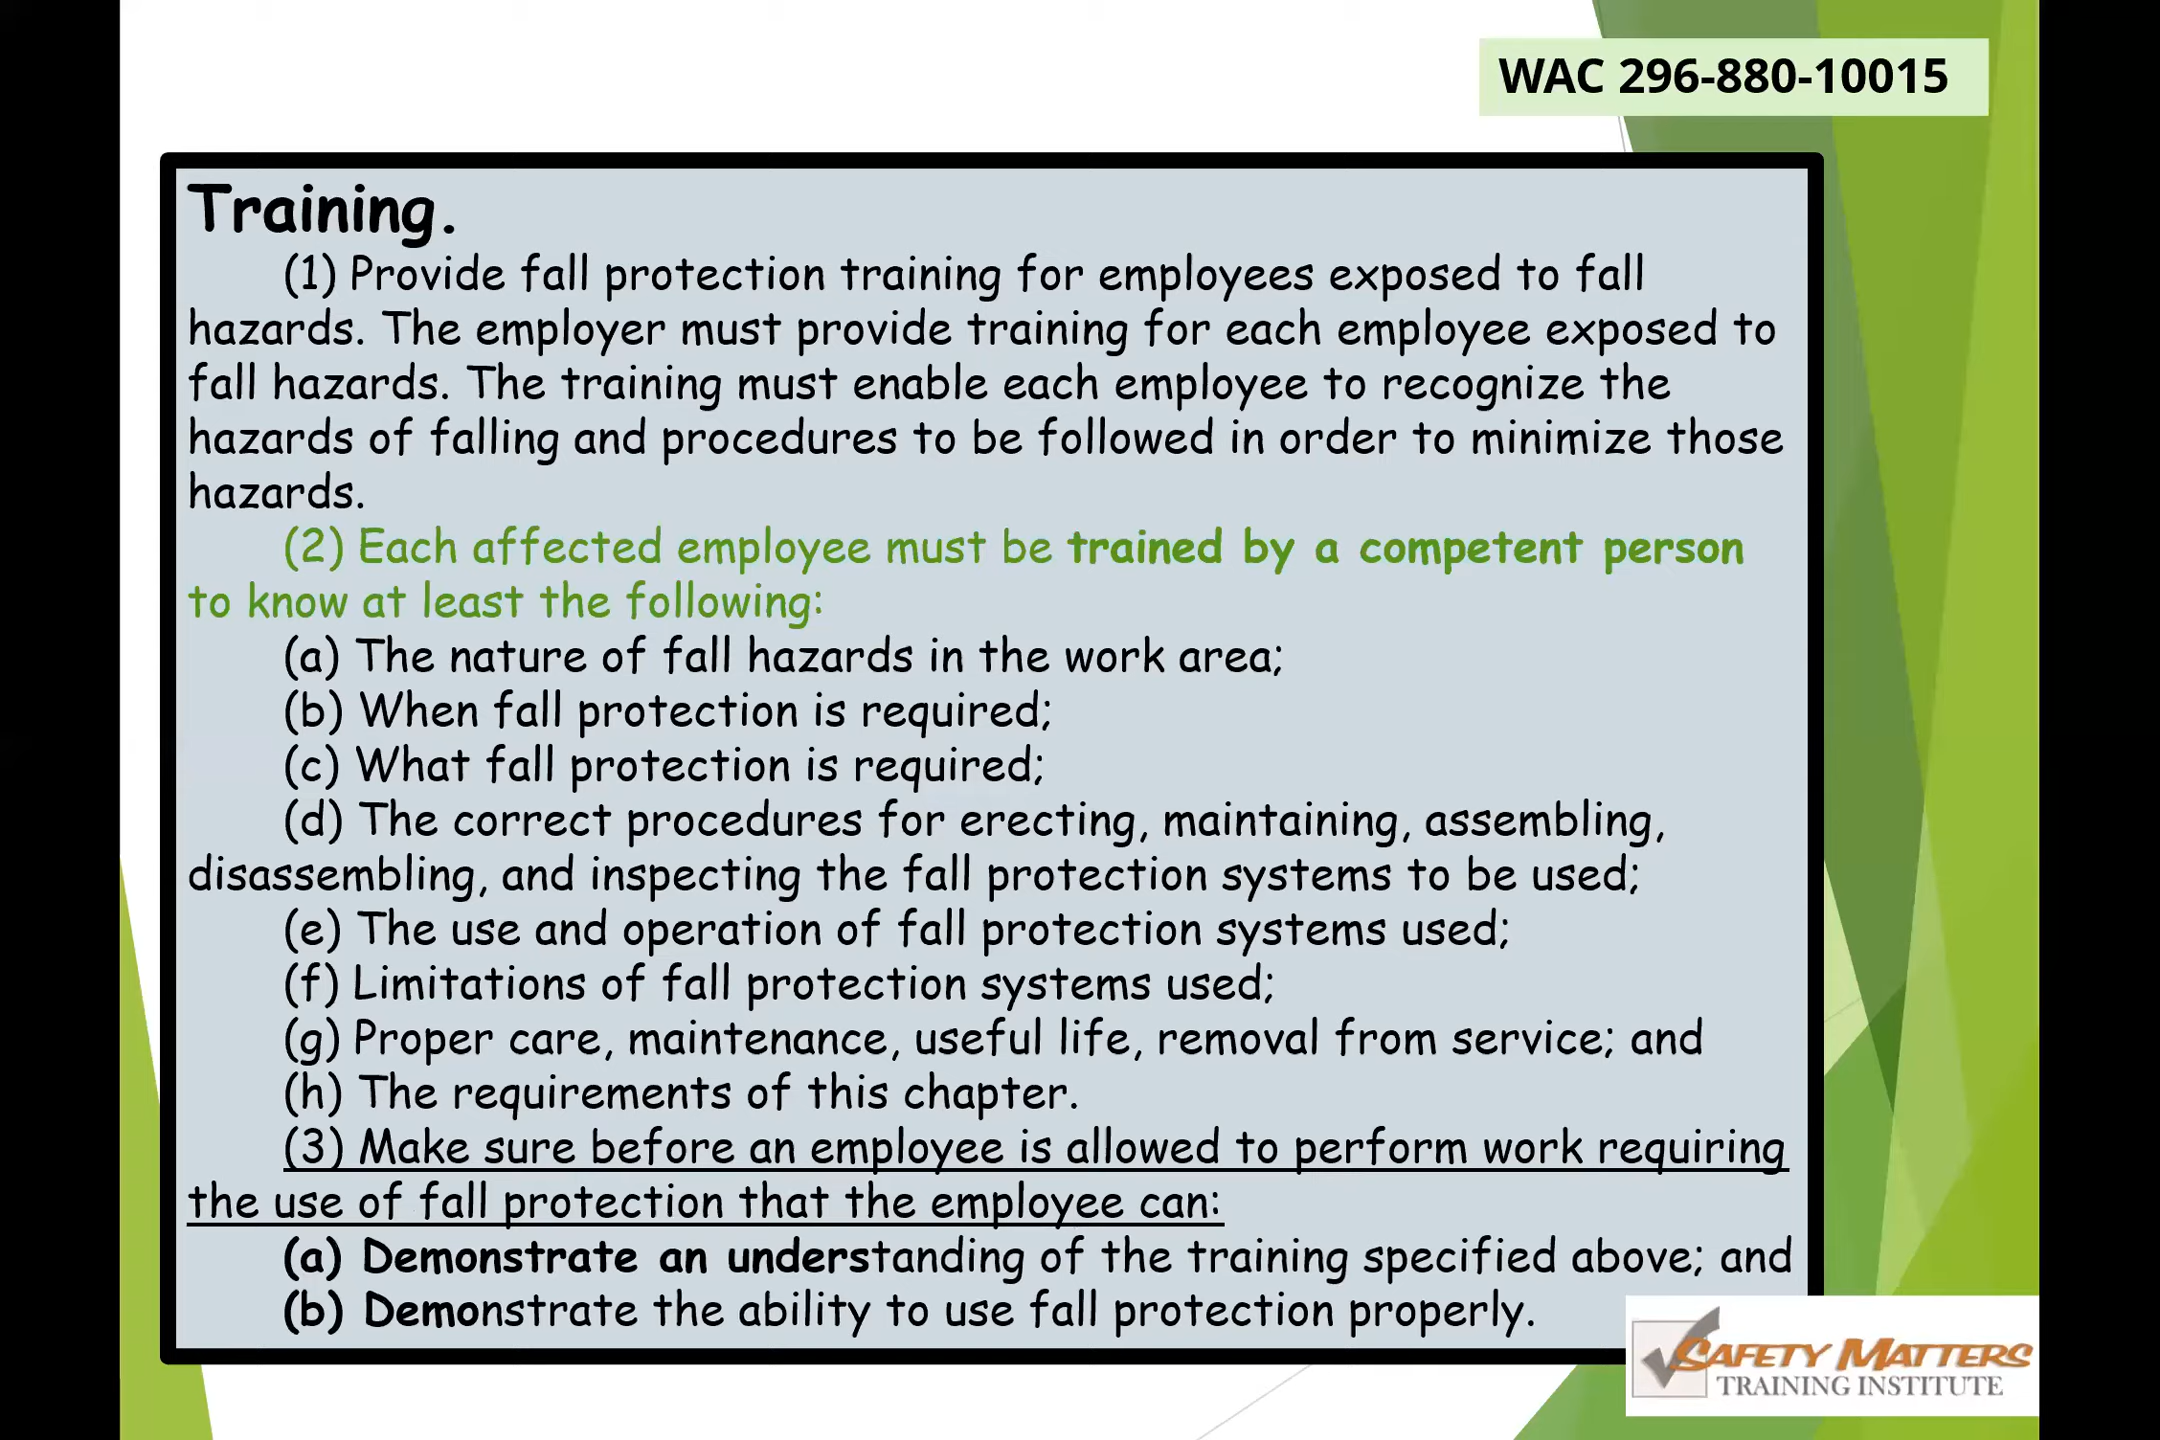 WAC 296-880-10015
Training.
(1) Provide fall protection training for employees exposed to fall
hazards. The employer must provide training for each employee exposed to
fall hazards. The training must enable each employee to recognize the
hazards of falling and procedures to be followed in order to minimize those
hazards.
(2) Each affected employee must be trained by a competent person
to know at least the following:
(a) The nature of fall hazards in the work area;
(b) When fall protection is required;
(c) What fall protection is required;
(d) The correct procedures for erecting, maintaining, assembling,
disassembling, and inspecting the fall protection systems to be used;
(e) The use and operation of fall protection systems used;
(f) Limitations of fall protection systems used;
(g) Proper care, maintenance, useful life, removal from service; and
(h) The requirements of this chapter.
(3) Make sure before an employee is allowed to perform work requiring
the use of fall protection that the employee can:
(a) Demonstrate an understanding of the training specified above; and
(b) Demonstrate the ability to use fall protection properly.
SAFETY MATTERS
TRAINING INSTITUTE